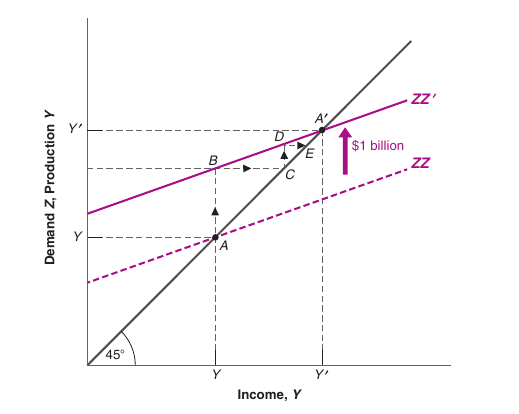 Demand Z, Production Y
ZZ′
A′
Y′
D
$1 billion
E
B
ZZ
C
Y
A
45°
Y
Y′
Income, Y